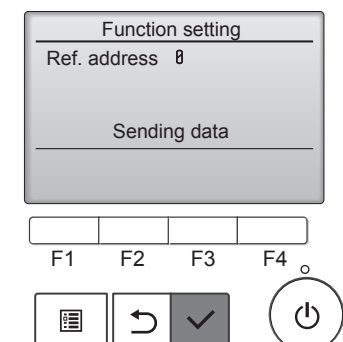 Function setting
Ref. address 0
Sending data
F1 F2 F3 F4